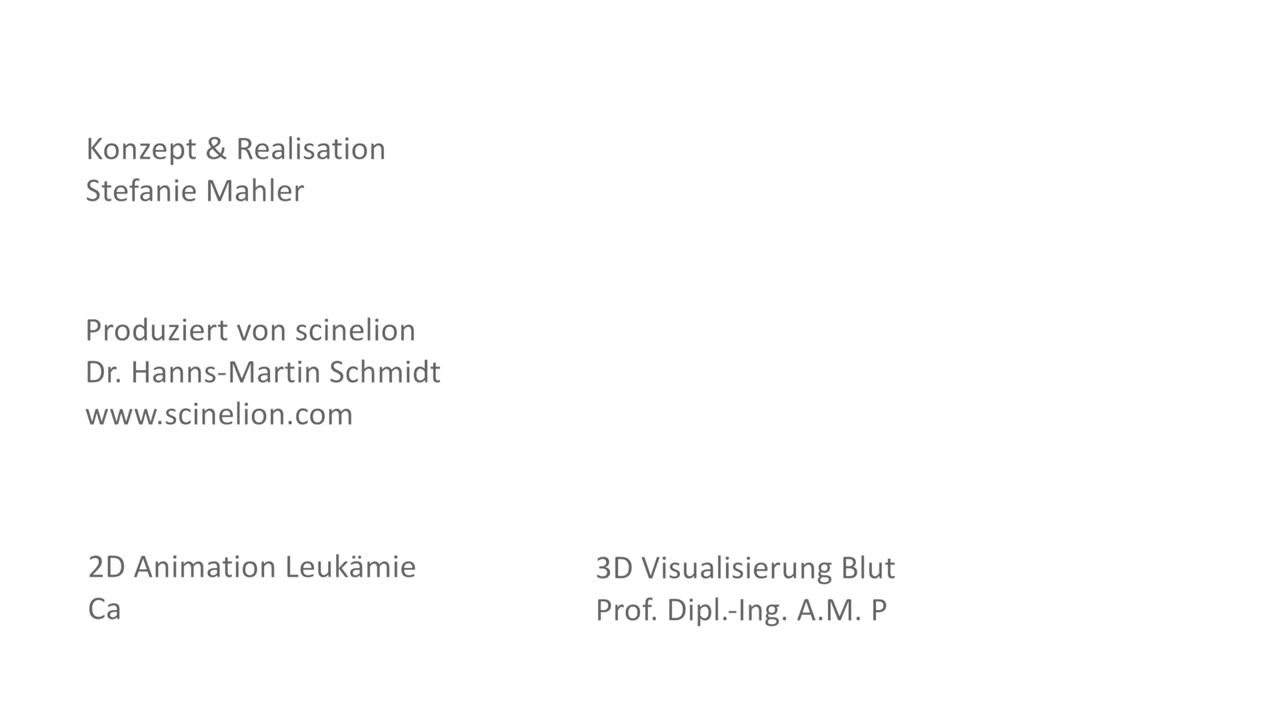 Konzept & Realisation
Stefanie Mahler
Produziert von scinelion
Dr. Hanns-Martin Schmidt
www.scinelion.com
2D Animation Leukämie
Ca
3D Visualisierung Blut
Prof. Dipl.-Ing. A.M. P